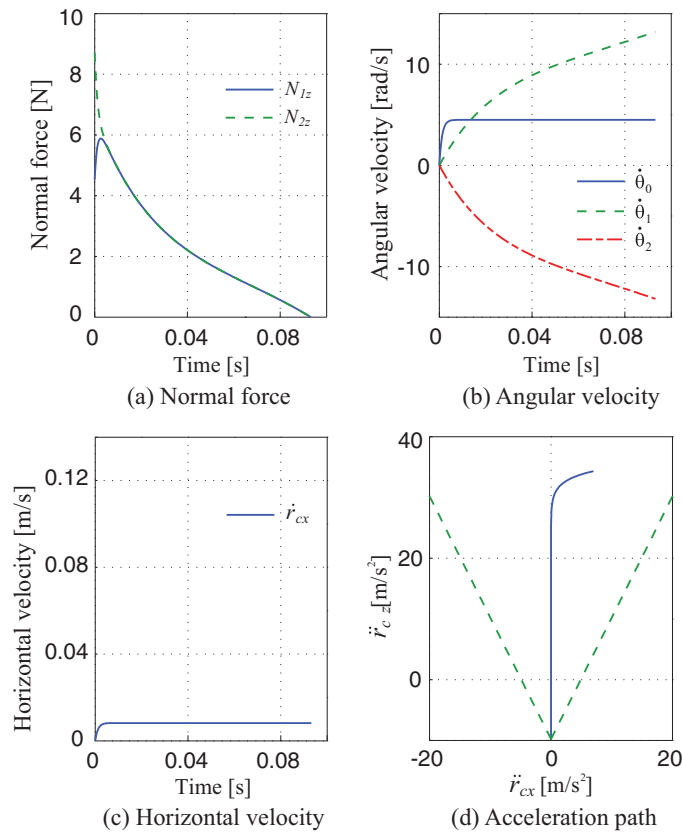 10
8
6
4
2
0
Normal force [N]
N1z
N2z
0
0.04
0.08
Time [s]
(a) Normal force
10
0
-10
Angular velocity [rad/s]
θ̇₀
θ̇₁
θ̇₂
0
0.04
0.08
Time [s]
(b) Angular velocity
0.12
0.08
0.04
0
Horizontal velocity [m/s]
ṙcx
0
0.04
0.08
Time [s]
(c) Horizontal velocity
40
20
0
r̈c z[m/s²]
-20
0
20
r̈cx [m/s²]
(d) Acceleration path